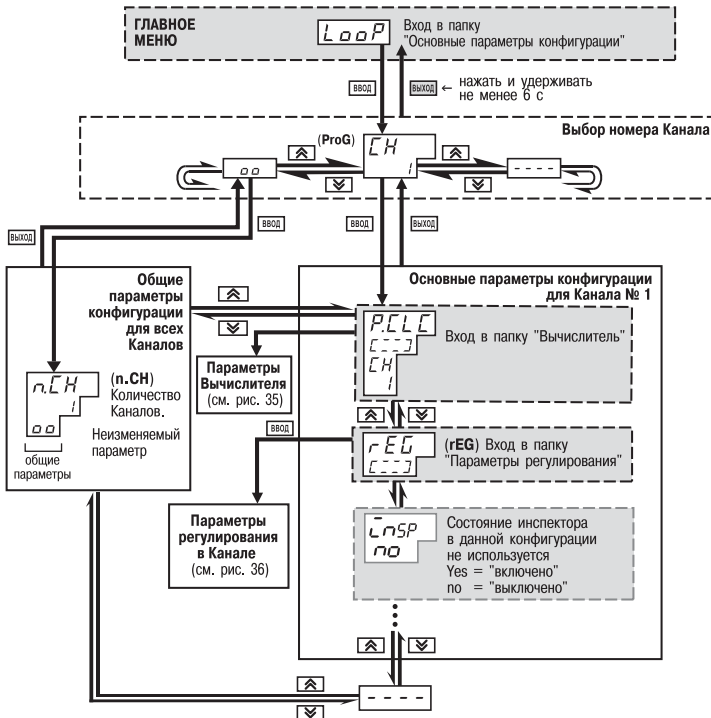 ГЛАВНОЕ
МЕНЮ
LooP
Вход в папку
"Основные параметры конфигурации"
ВВОД
ВЫХОД
← нажать и удерживать
не менее 6 с
Выбор номера Канала
(ProG)
oo
CH
1
- - - -
ВЫХОД
ВВОД
ВВОД
ВЫХОД
Общие
параметры
конфигурации
для всех
Каналов
n.CH
1
oo
(n.CH)
Количество
Каналов.
Неизменяемый
параметр
общие
параметры
Основные параметры конфигурации
для Канала № 1
P.CLC
[---]
CH
1
Вход в папку "Вычислитель"
Параметры
Вычислителя
(см. рис. 35)
ВВОД
rEG
[---]
(rEG) Вход в папку
"Параметры регулирования"
Параметры
регулирования
в Канале
(см. рис. 36)
inSP
no
Состояние инспектора
в данной конфигурации
не используется
Yes = "включено"
no = "выключено"
- - - -